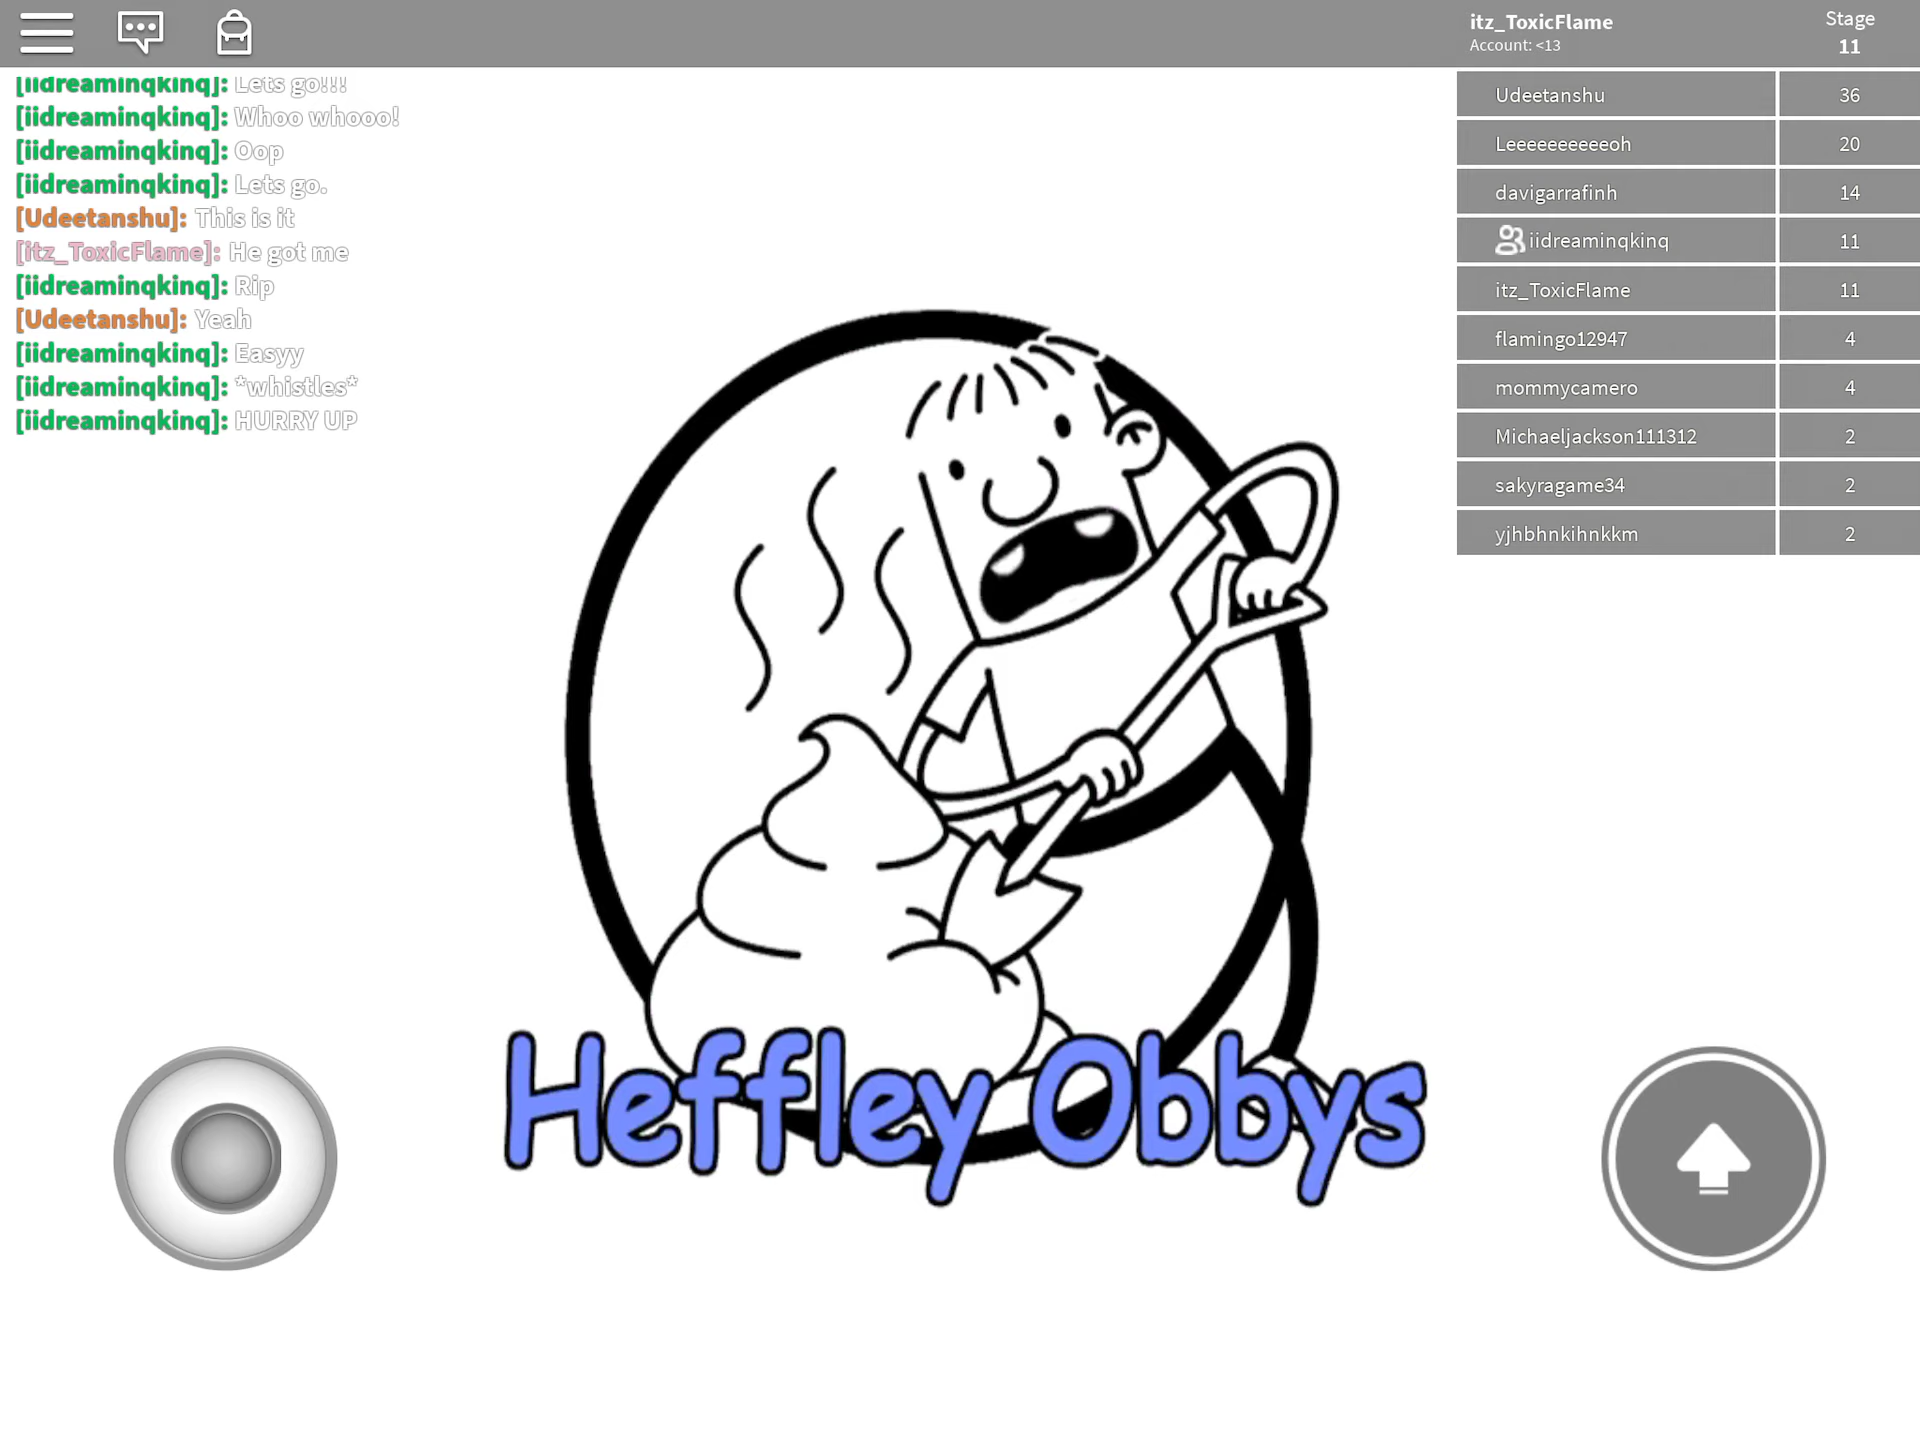 itz_ToxicFlame
Account: <13
Stage
11
[iidreaminqkinq]: Lets go!!!
[iidreaminqkinq]: Whoo whooo!
[iidreaminqkinq]: Oop
[iidreaminqkinq]: Lets go.
[Udeetanshu]: This is it
[itz_ToxicFlame]: He got me
[iidreaminqkinq]: Rip
[Udeetanshu]: Yeah
[iidreaminqkinq]: Easyy
[iidreaminqkinq]: *whistles*
[iidreaminqkinq]: HURRY UP
Udeetanshu 36
Leeeeeeeeeeoh 20
davigarrafinh 14
iidreaminqkinq 11
itz_ToxicFlame 11
flamingo12947 4
mommycamero 4
Michaeljackson111312 2
sakyragame34 2
yjhbhnkihnkkm 2
Heffley Obbys